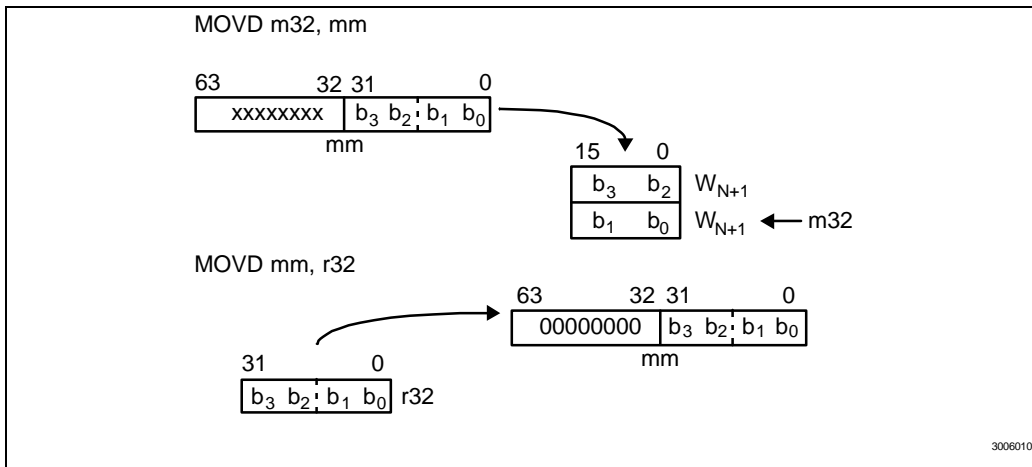 MOVD m32, mm
63 32 31 0
xxxxxxxx b3 b2 b1 b0
mm
15 0
b3 b2 WN+1
b1 b0 WN+1 m32
MOVD mm, r32
63 32 31 0
00000000 b3 b2 b1 b0
mm
31 0
b3 b2 b1 b0 r32
3006010